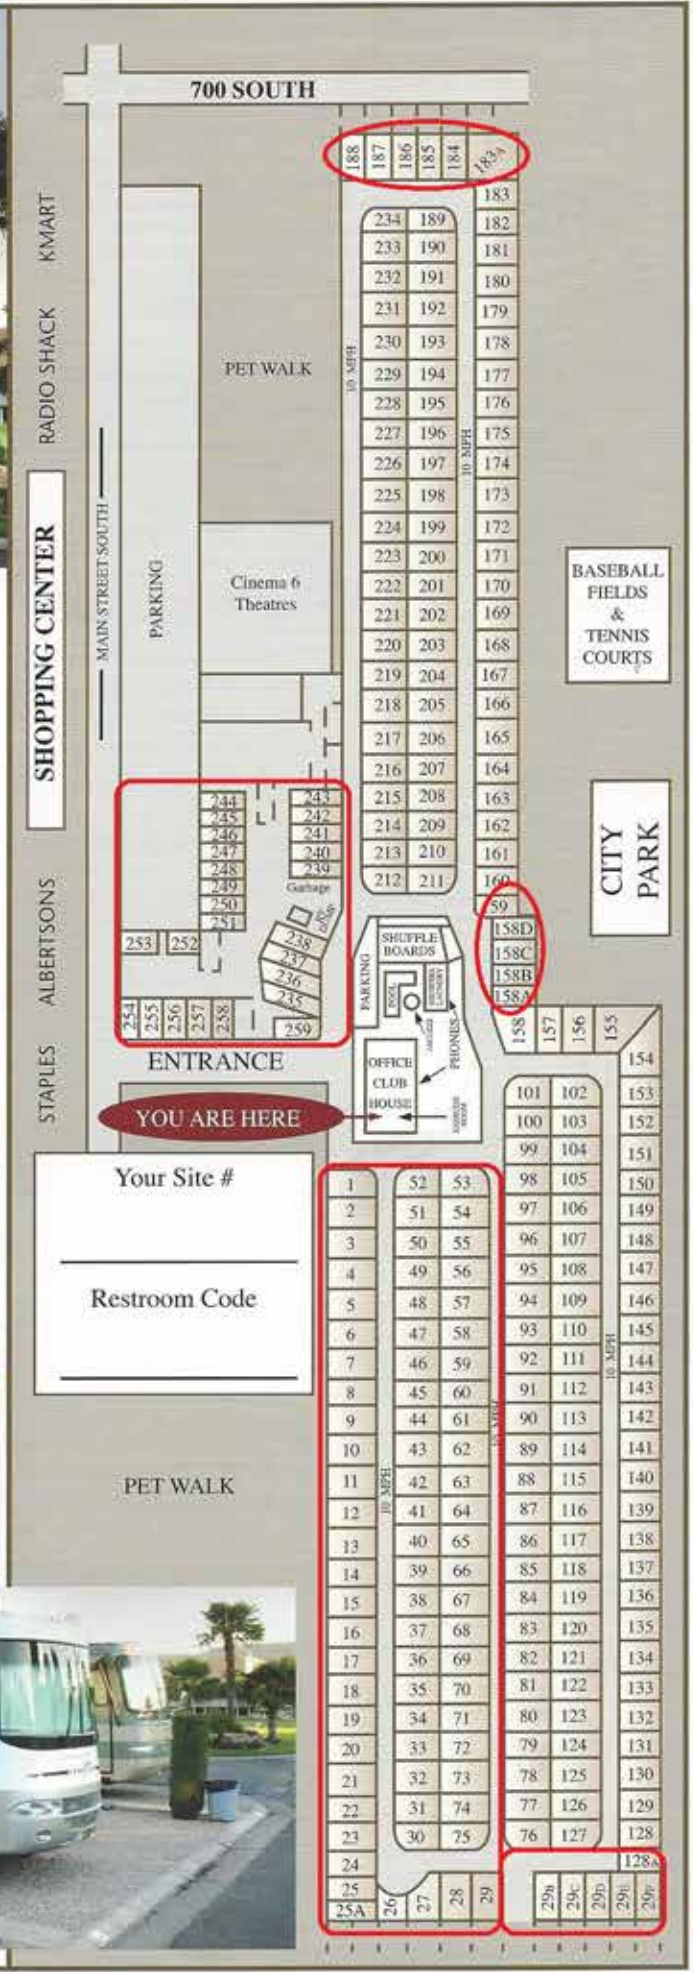 700 SOUTH
KMART
RADIO SHACK
SHOPPING CENTER
ALBERTSONS
STAPLES
MAIN STREET SOUTH
PARKING
PET WALK
Cinema 6
Theatres
10 MPH
10 MPH
188 187 186 185 184 183A
183
234 189 182
233 190 181
232 191 180
231 192 179
230 193 178
229 194 177
228 195 176
227 196 175
226 197 174
225 198 173
224 199 172
223 200 171
222 201 170
221 202 169
220 203 168
219 204 167
218 205 166
217 206 165
216 207 164
215 208 163
214 209 162
213 210 161
212 211 160
59
158D
158C
158B
158A
BASEBALL
FIELDS
&
TENNIS
COURTS
CITY
PARK
244 243
245 242
246 241
247 240
248 239
249
250
251
Garbage
253 252
238
237
236
235
259
254 255 256 257 258
SHUFFLE
BOARDS
PARKING
POOL
LAUNDRY
PHONES
OFFICE
CLUB
HOUSE
ENTRANCE
YOU ARE HERE
Your Site #
Restroom Code
PET WALK
158 157 156 155
154
101 102 153
100 103 152
99 104 151
98 105 150
97 106 149
96 107 148
95 108 147
94 109 146
93 110 145
92 111 144
91 112 143
90 113 142
89 114 141
88 115 140
87 116 139
86 117 138
85 118 137
84 119 136
83 120 135
82 121 134
81 122 133
80 123 132
79 124 131
78 125 130
77 126 129
76 127 128
128A
10 MPH
1 52 53
2 51 54
3 50 55
4 49 56
5 48 57
6 47 58
7 46 59
8 45 60
9 44 61
10 43 62
11 42 63
12 41 64
13 40 65
14 39 66
15 38 67
16 37 68
17 36 69
18 35 70
19 34 71
20 33 72
21 32 73
22 31 74
23 30 75
24
25
25A 26 27 28 29
10 MPH
10 MPH
29B 29C 29D 29E 29F